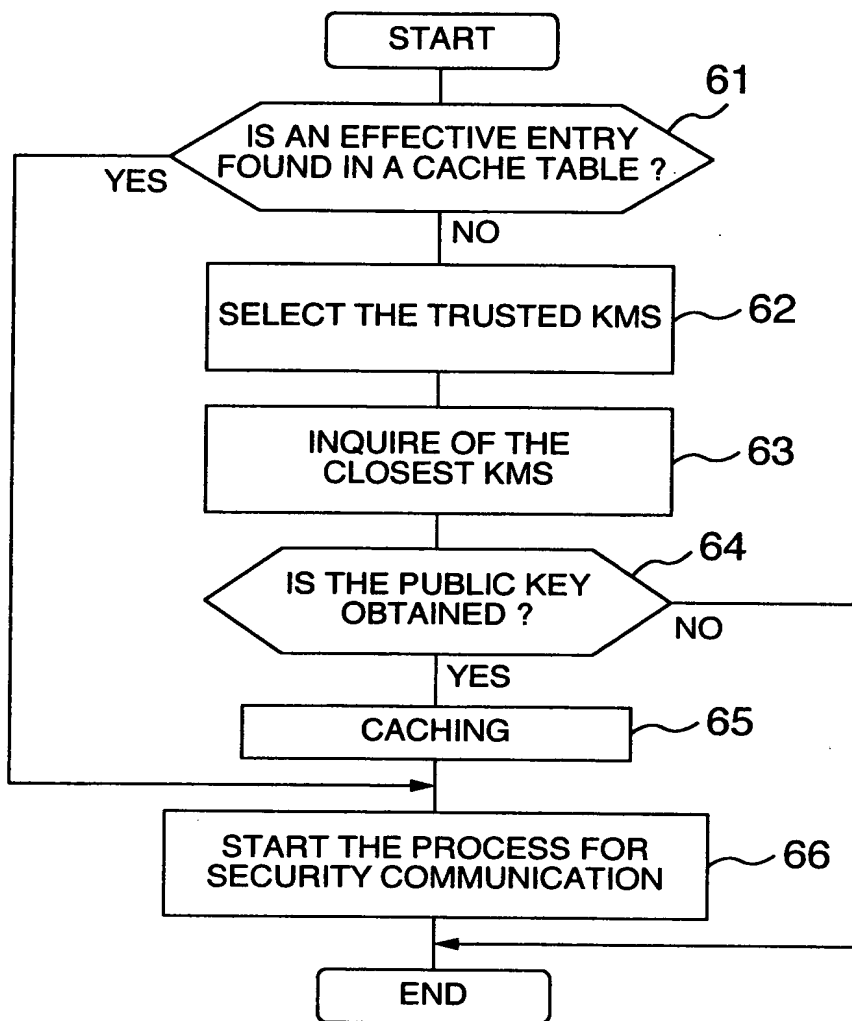 START
61
IS AN EFFECTIVE ENTRY
FOUND IN A CACHE TABLE ?
YES
NO
SELECT THE TRUSTED KMS
62
INQUIRE OF THE
CLOSEST KMS
63
64
IS THE PUBLIC KEY
OBTAINED ?
NO
YES
CACHING
65
START THE PROCESS FOR
SECURITY COMMUNICATION
66
END